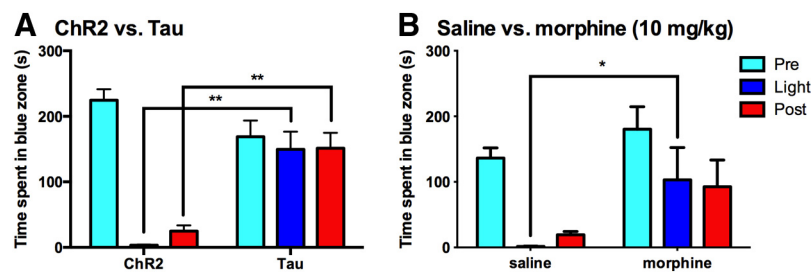 A ChR2 vs. Tau
Time spent in blue zone (s)
300
200
100
0
**
**
ChR2
Tau
B Saline vs. morphine (10 mg/kg)
Time spent in blue zone (s)
300
200
100
0
*
saline
morphine
Pre
Light
Post